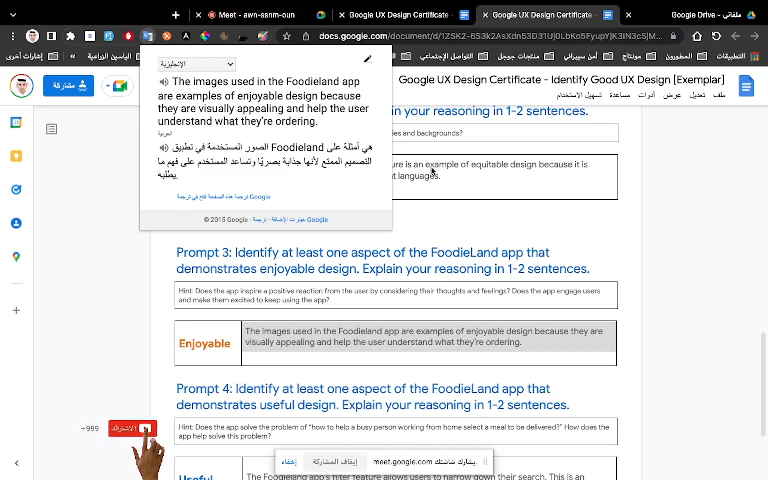 Meet - awn-ssnm-oun
Google UX Design Certificate -
Google UX Design Certificate -
ملفاتي - Google Drive
docs.google.com/document/d/1ZSK2-6S3k2AsXdn53D31UJ0LbKo5FyupYjK3InM3cSjM...
التطبيقات
أمن سيبراني
منتجات جوجل
التواصل الإجتماعي
المطورون
مونتاج
الياسين الزراعية
إشارات أخرى
Google UX Design Certificate - Identify Good UX Design [Exemplar]
ملف تعديل عرض أدوات مساعدة تسهيل الاستخدام
مشاركة
الإنجليزية
The images used in the Foodieland app
are examples of enjoyable design because
they are visually appealing and help the user
understand what they're ordering.
العربية
الصور المستخدمة في تطبيق Foodieland هي أمثلة على
التصميم الممتع لأنها جذابة بصريًا وتساعد المستخدم على فهم ما
يطلبه.
ترجمة هذه الصفحة فتح في ترجمة Google
© 2015 Google - ترجمة - خيارات الإضافة Google
in your reasoning in 1-2 sentences.
ies and backgrounds?
ure is an example of equitable design because it is
t languages.
Prompt 3: Identify at least one aspect of the FoodieLand app that
demonstrates enjoyable design. Explain your reasoning in 1-2 sentences.
Hint: Does the app inspire a positive reaction from the user by considering their thoughts and feelings? Does the app engage users
and make them excited to keep using the app?
Enjoyable
The images used in the Foodieland app are examples of enjoyable design because they are
visually appealing and help the user understand what they're ordering.
Prompt 4: Identify at least one aspect of the FoodieLand app that
demonstrates useful design. Explain your reasoning in 1-2 sentences.
Hint: Does the app solve the problem of "how to help a busy person working from home select a meal to be delivered?" How does the
app help solve this problem?
Useful
The Foodieland app's filter feature allows users to narrow down their search. This is an
+999
الاشتراك
يشارك شاشتك meet.google.com.
إيقاف المشاركة
إخفاء